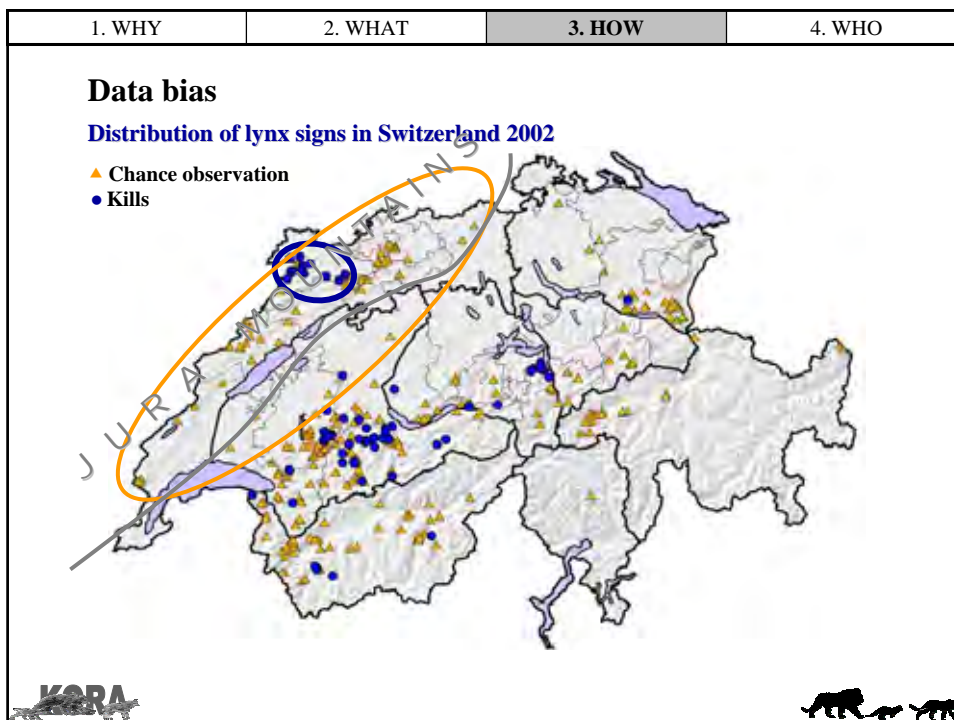 1. WHY
2. WHAT
3. HOW
4. WHO
Data bias
Distribution of lynx signs in Switzerland 2002
Chance observation
Kills
JURA MOUNTAINS
KORA